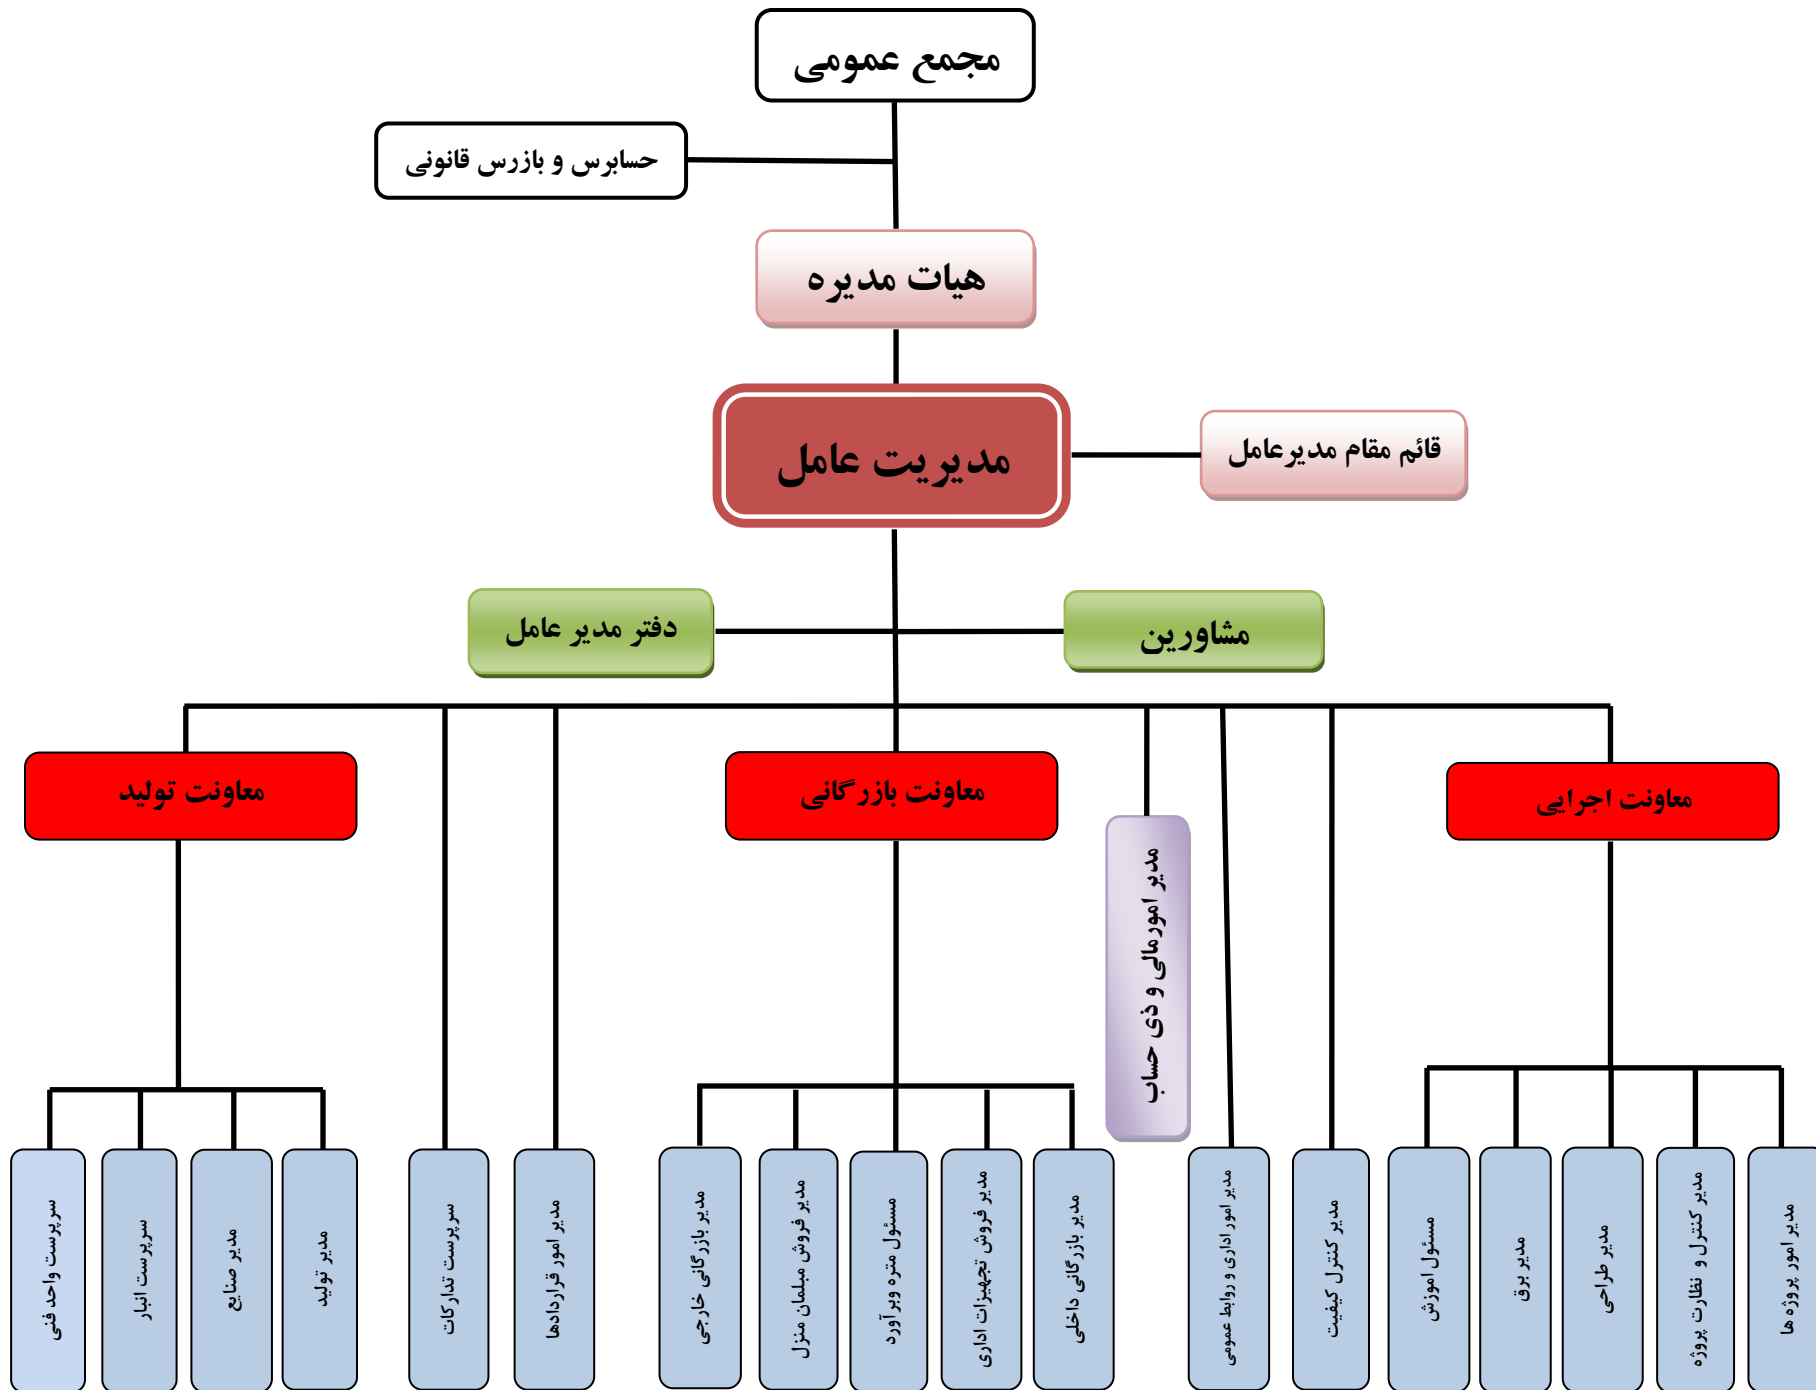 مجمع عمومی
حسابرس و بازرس قانونی
هیات مدیره
مدیریت عامل
قائم مقام مدیرعامل
مشاورین
دفتر مدیر عامل
معاونت اجرایی
معاونت بازرگانی
معاونت تولید
مدیر امورمالی و ذی حساب
مدیر امور پروژه ها
مدیر کنترل و نظارت پروژه
مدیر طراحی
مدیر برق
مسئول اموزش
مدیر کنترل کیفیت
مدیر امور اداری و روابط عمومی
مدیر بازرگانی داخلی
مدیر فروش تجهیزات اداری
مسئول متره وبرآورد
مدیر فروش مبلمان منزل
مدیر بازرگانی خارجی
مدیر امور قراردادها
سرپرست تدارکات
مدیر تولید
مدیر صنایع
سرپرست انبار
سرپرست واحد فنی